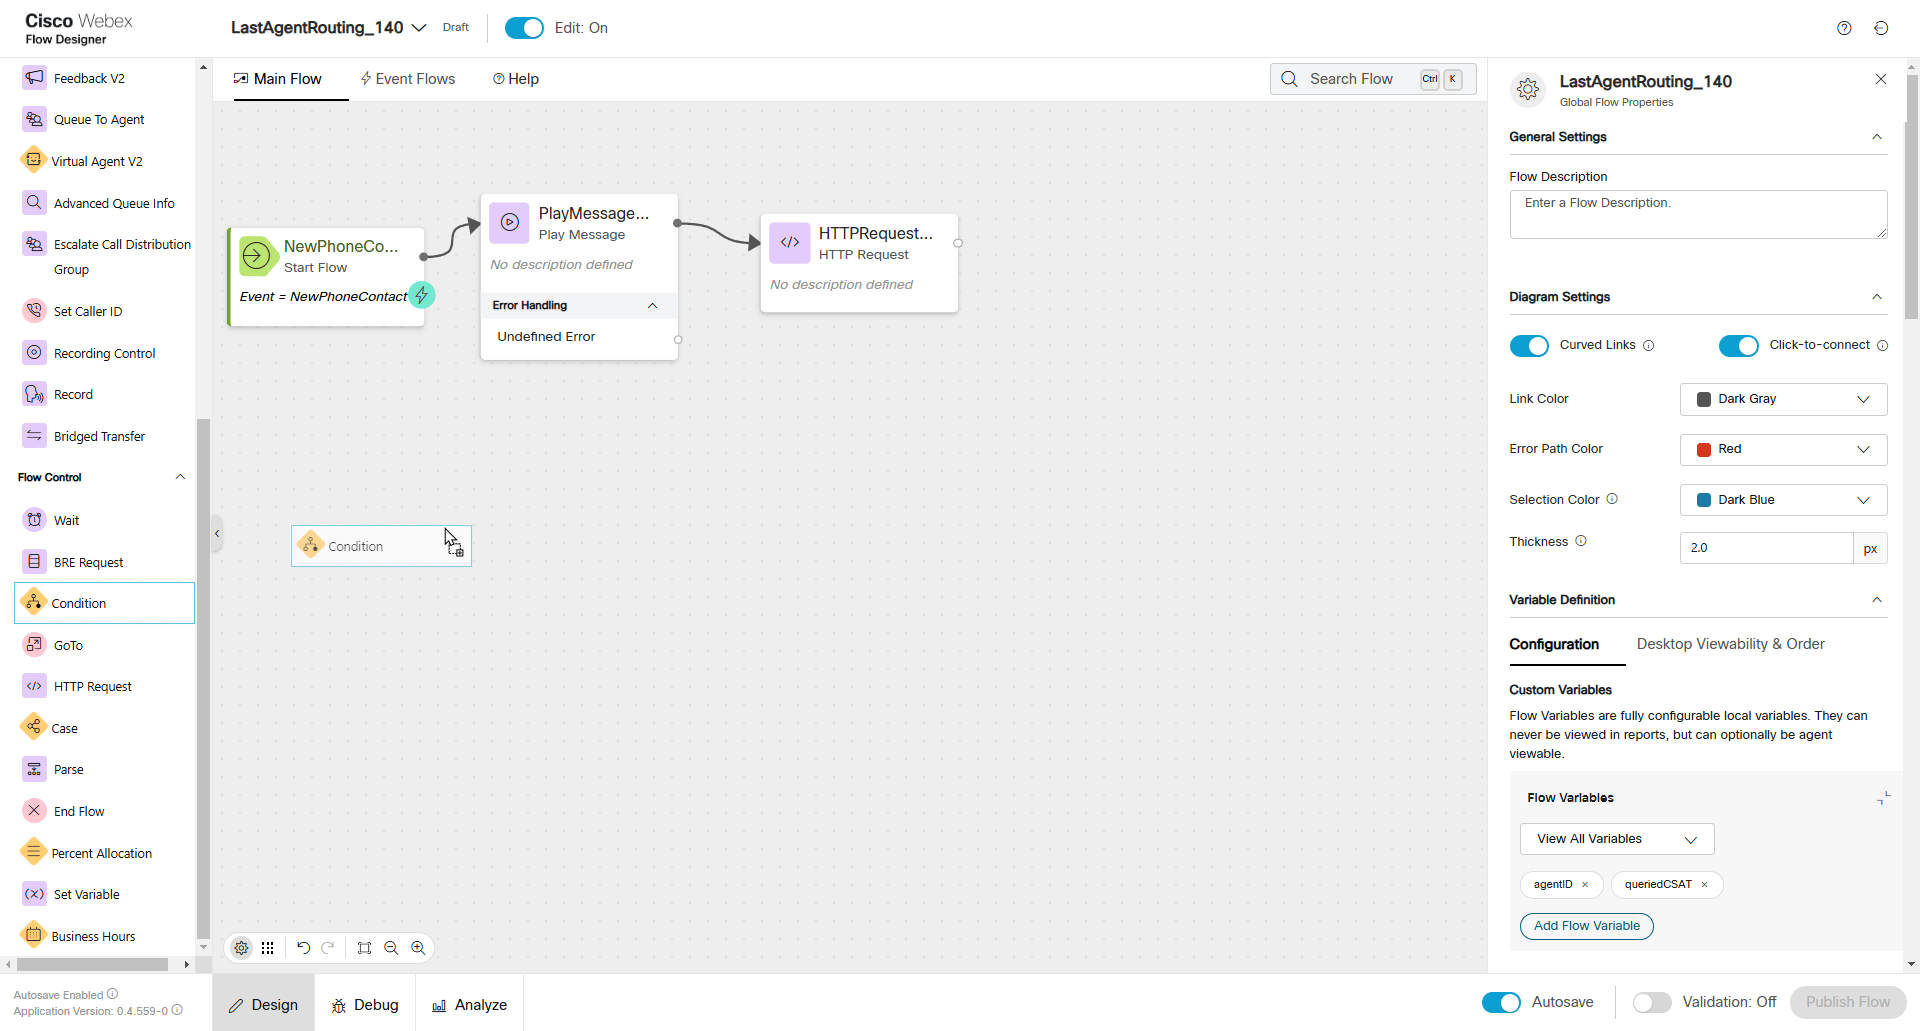 Cisco Webex
Flow Designer
LastAgentRouting_140
Draft
Edit: On
Feedback V2
Queue To Agent
Virtual Agent V2
Advanced Queue Info
Escalate Call Distribution
Group
Set Caller ID
Recording Control
Record
Bridged Transfer
Flow Control
Wait
BRE Request
Condition
GoTo
HTTP Request
Case
Parse
End Flow
Percent Allocation
Set Variable
Business Hours
Autosave Enabled
Application Version: 0.4.559-0
Main Flow
Event Flows
Help
Search Flow
Ctrl
K
NewPhoneCo...
Start Flow
Event = NewPhoneContact
PlayMessage...
Play Message
No description defined
Error Handling
Undefined Error
HTTPRequest...
HTTP Request
No description defined
Condition
Design
Debug
Analyze
LastAgentRouting_140
Global Flow Properties
General Settings
Flow Description
Enter a Flow Description.
Diagram Settings
Curved Links
Click-to-connect
Link Color
Dark Gray
Error Path Color
Red
Selection Color
Dark Blue
Thickness
2.0
px
Variable Definition
Configuration
Desktop Viewability & Order
Custom Variables
Flow Variables are fully configurable local variables. They can
never be viewed in reports, but can optionally be agent
viewable.
Flow Variables
View All Variables
agentID ×
queriedCSAT ×
Add Flow Variable
Autosave
Validation: Off
Publish Flow